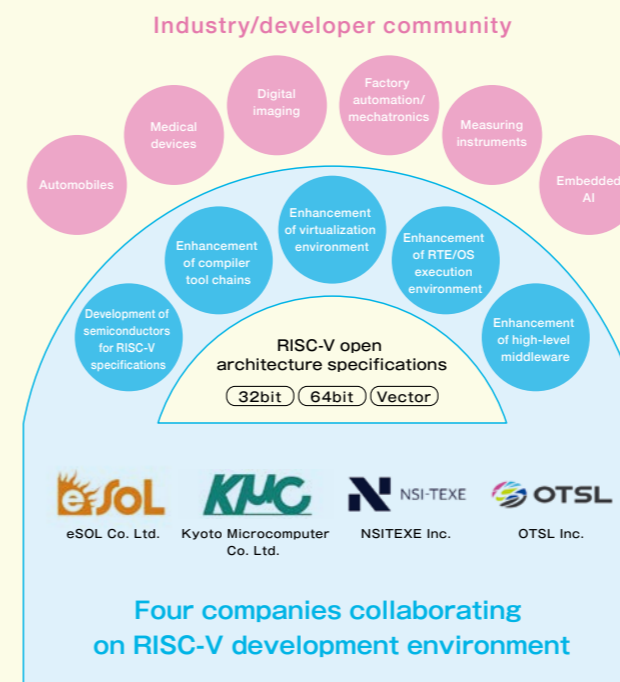 Industry/developer community
Automobiles
Medical
devices
Digital
imaging
Factory
automation/
mechatronics
Measuring
instruments
Embedded
AI
Development of
semiconductors
for RISC-V
specifications
Enhancement
of compiler
tool chains
Enhancement
of virtualization
environment
Enhancement
of RTE/OS
execution
environment
Enhancement
of high-level
middleware
RISC-V open
architecture specifications
32bit 64bit Vector
eSOL
KMC
NSI-TEXE
OTSL
eSOL Co. Ltd.
Kyoto Microcomputer
Co. Ltd.
NSITEXE Inc.
OTSL Inc.
Four companies collaborating
on RISC-V development environment